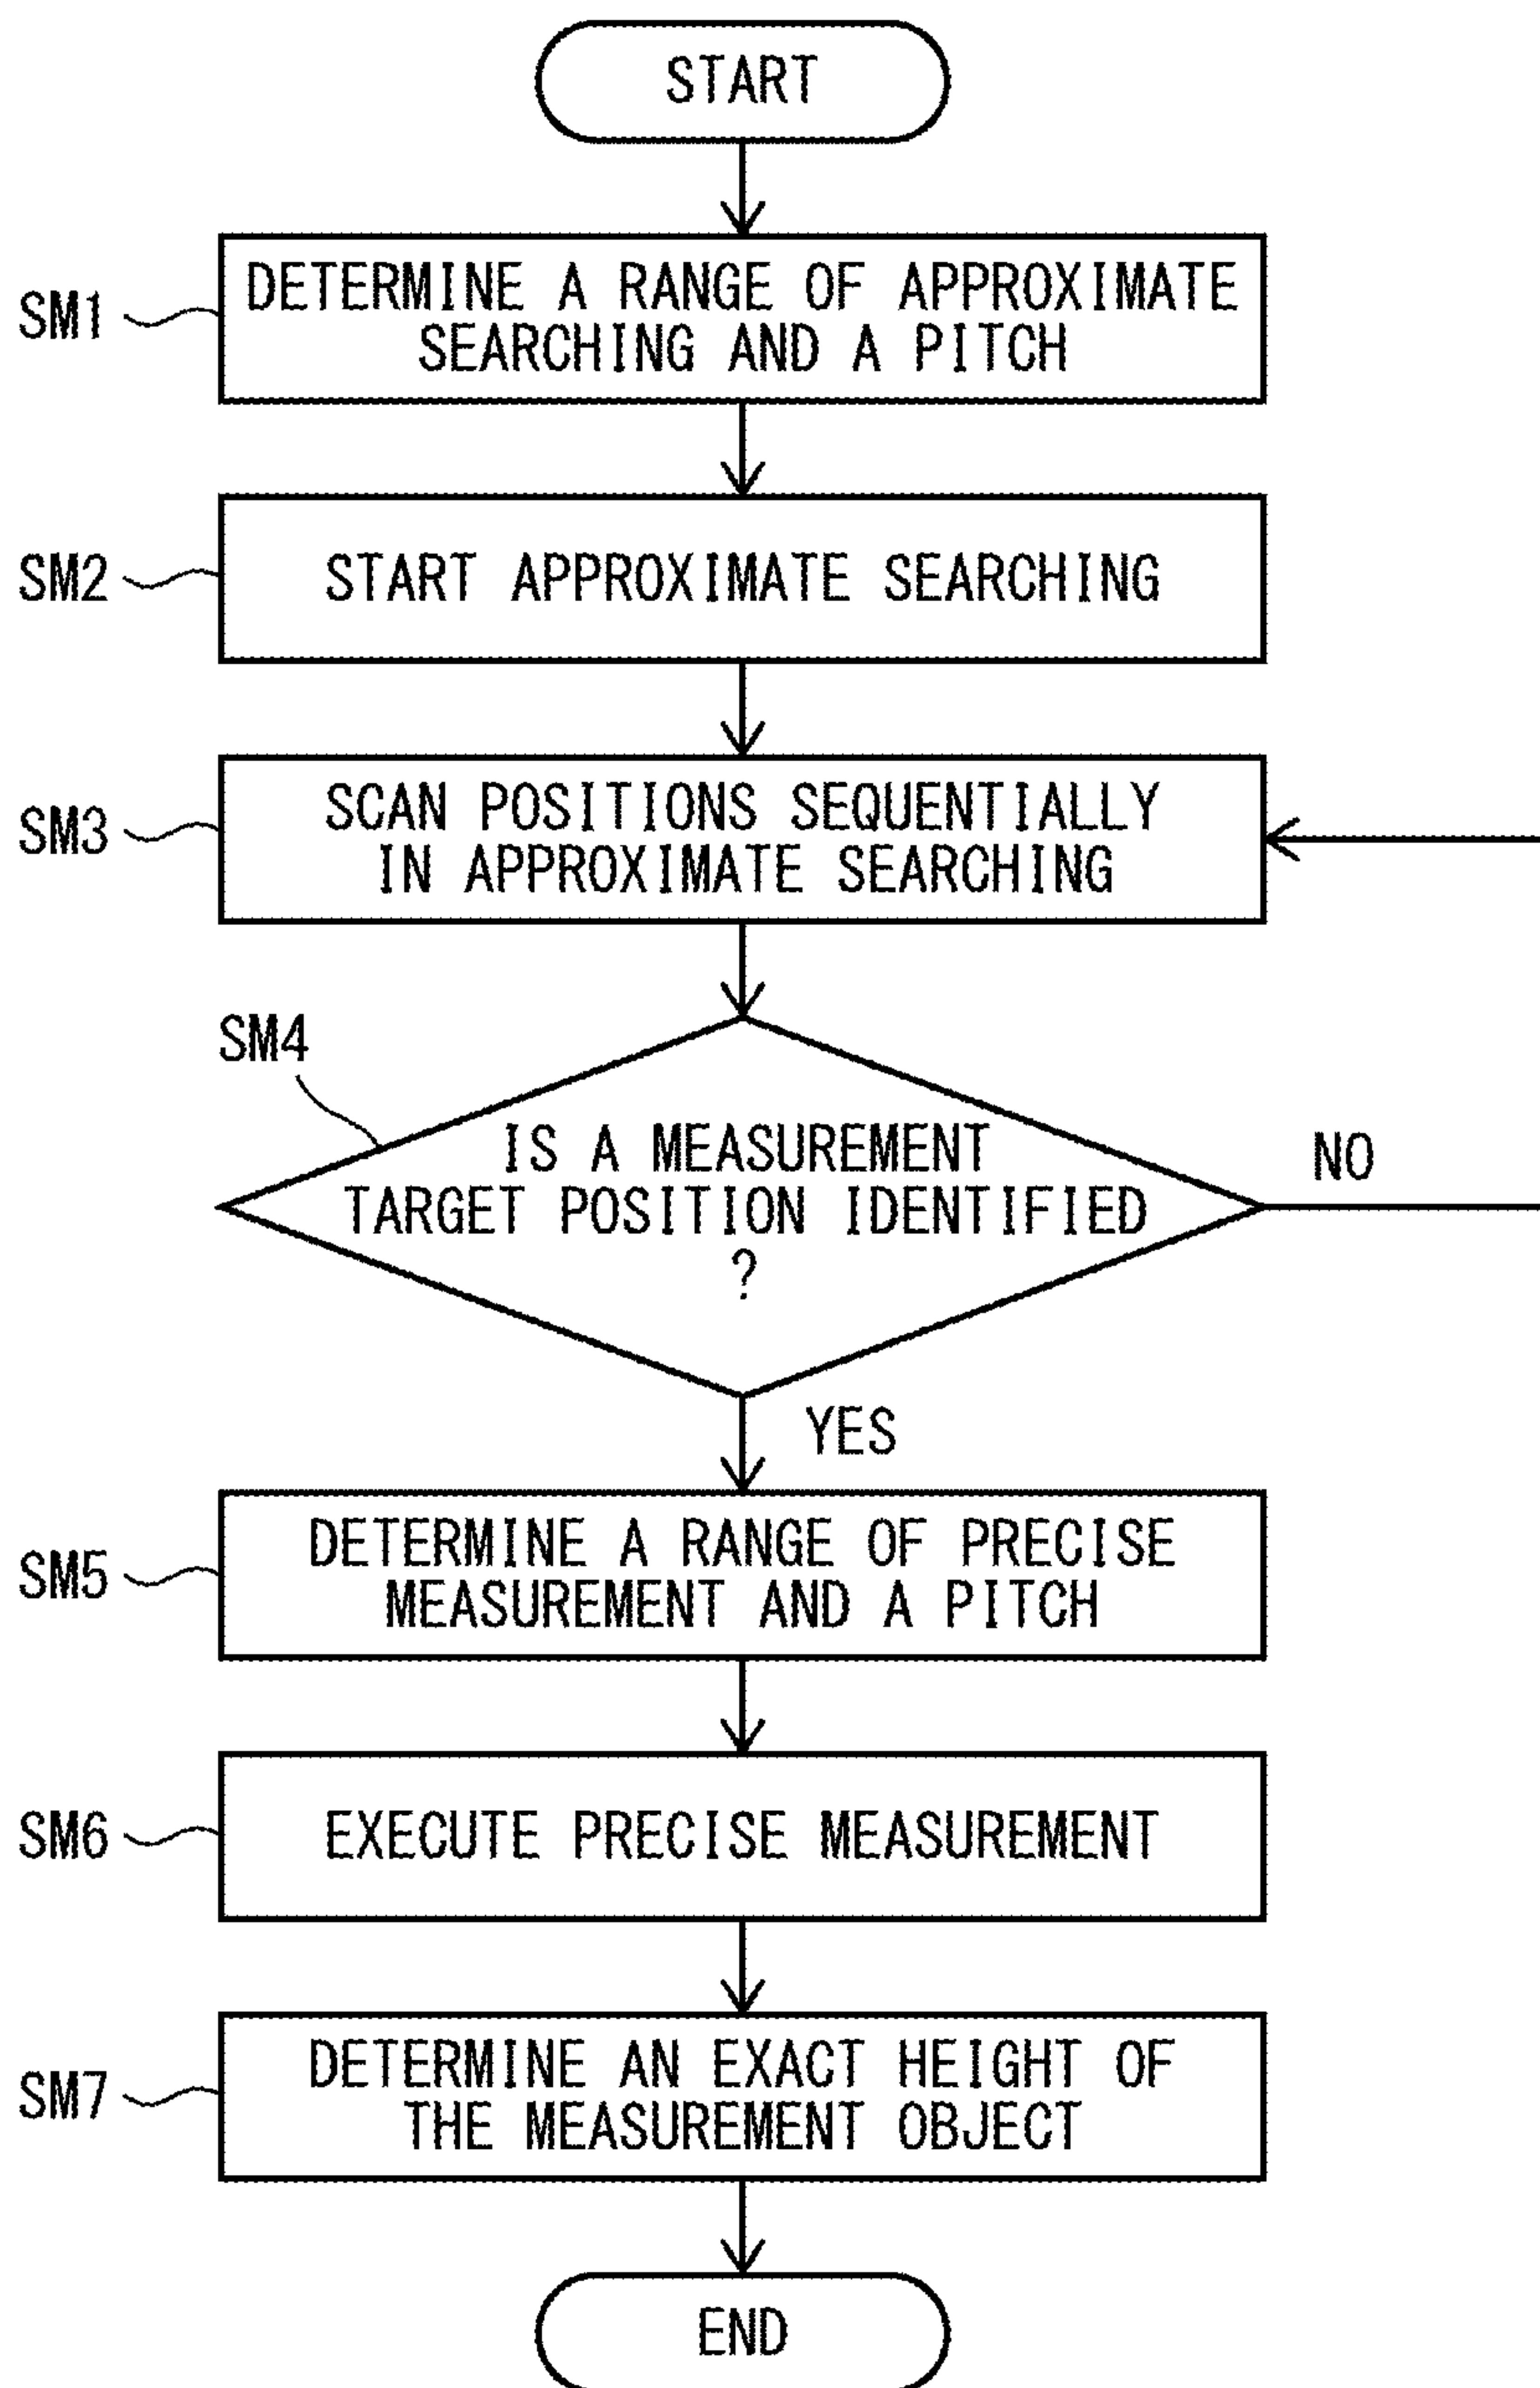 START
SM1
DETERMINE A RANGE OF APPROXIMATE
SEARCHING AND A PITCH
SM2
START APPROXIMATE SEARCHING
SM3
SCAN POSITIONS SEQUENTIALLY
IN APPROXIMATE SEARCHING
SM4
IS A MEASUREMENT
TARGET POSITION IDENTIFIED
?
NO
YES
SM5
DETERMINE A RANGE OF PRECISE
MEASUREMENT AND A PITCH
SM6
EXECUTE PRECISE MEASUREMENT
SM7
DETERMINE AN EXACT HEIGHT OF
THE MEASUREMENT OBJECT
END